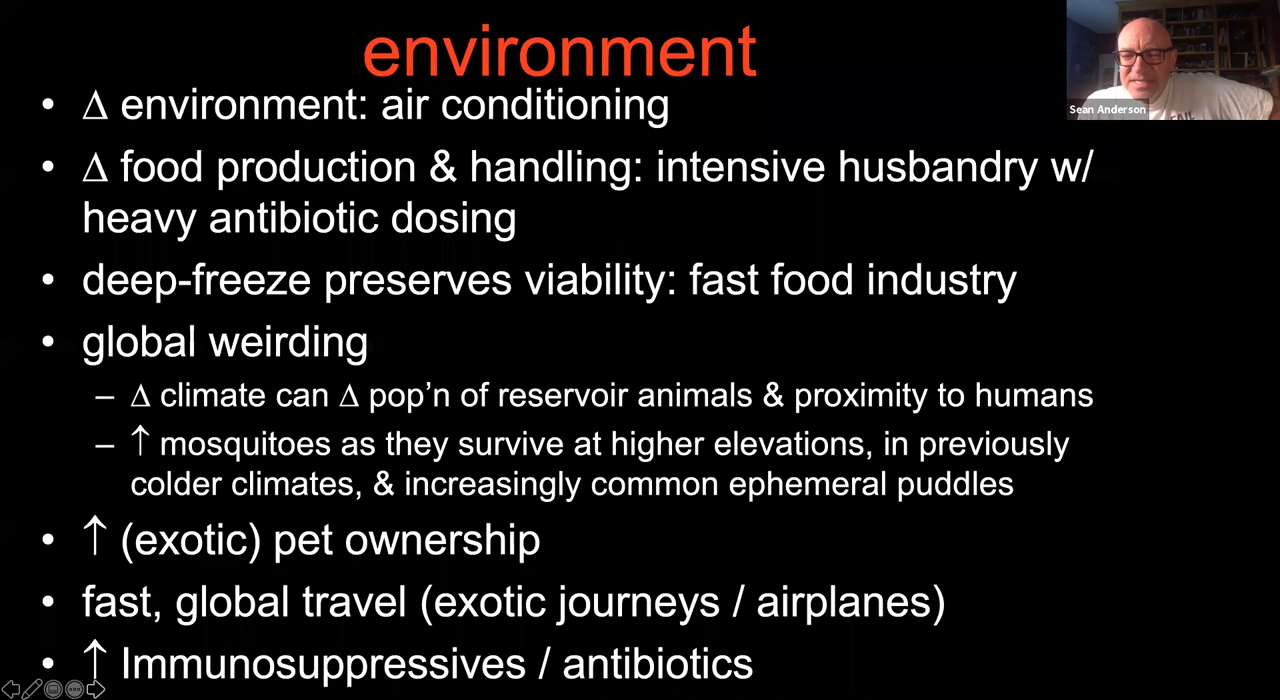 environment
Sean Anderson
• Δ environment: air conditioning
• Δ food production & handling: intensive husbandry w/
heavy antibiotic dosing
• deep-freeze preserves viability: fast food industry
• global weirding
– Δ climate can Δ pop’n of reservoir animals & proximity to humans
– ↑ mosquitoes as they survive at higher elevations, in previously
colder climates, & increasingly common ephemeral puddles
• ↑ (exotic) pet ownership
• fast, global travel (exotic journeys / airplanes)
• ↑ Immunosuppressives / antibiotics